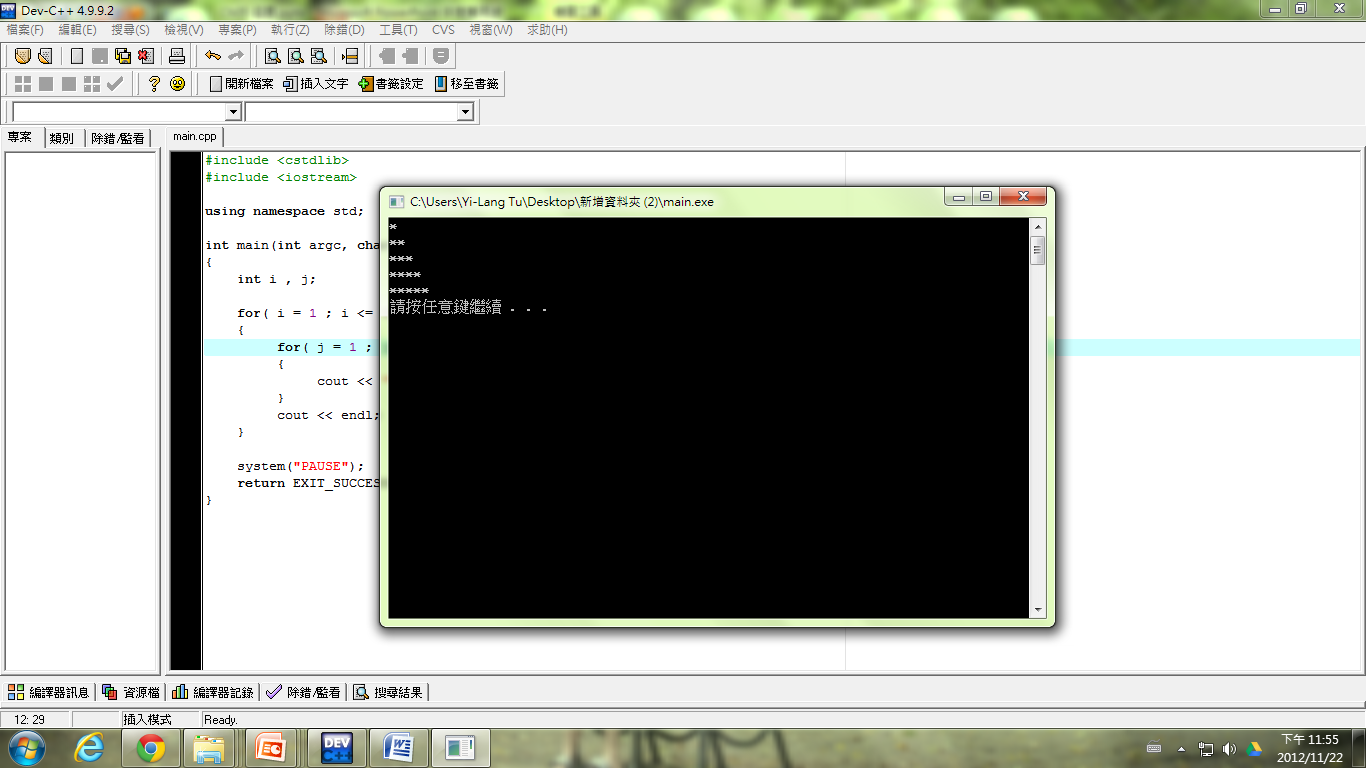 Dev-C++ 4.9.9.2
檔案(F) 編輯(E) 搜尋(S) 檢視(V) 專案(P) 執行(Z) 除錯(D) 工具(T) CVS 視窗(W) 求助(H)
開新檔案 插入文字 書籤設定 移至書籤
專案 類別 除錯/監看 main.cpp
#include <cstdlib>
#include <iostream>
using namespace std;
int main(int argc, cha
{
int i , j;
for( i = 1 ; i <=
{
for( j = 1 ;
{
cout <<
}
cout << endl;
}
system("PAUSE");
return EXIT_SUCCES
}
C:\Users\Yi-Lang Tu\Desktop\新增資料夾 (2)\main.exe
*
**
***
****
*****
請按任意鍵繼續 . . .
編譯器訊息 資源檔 編譯器記錄 除錯/監看 搜尋結果
12: 29 插入模式 Ready.
DEV C++
下午 11:55
2012/11/22